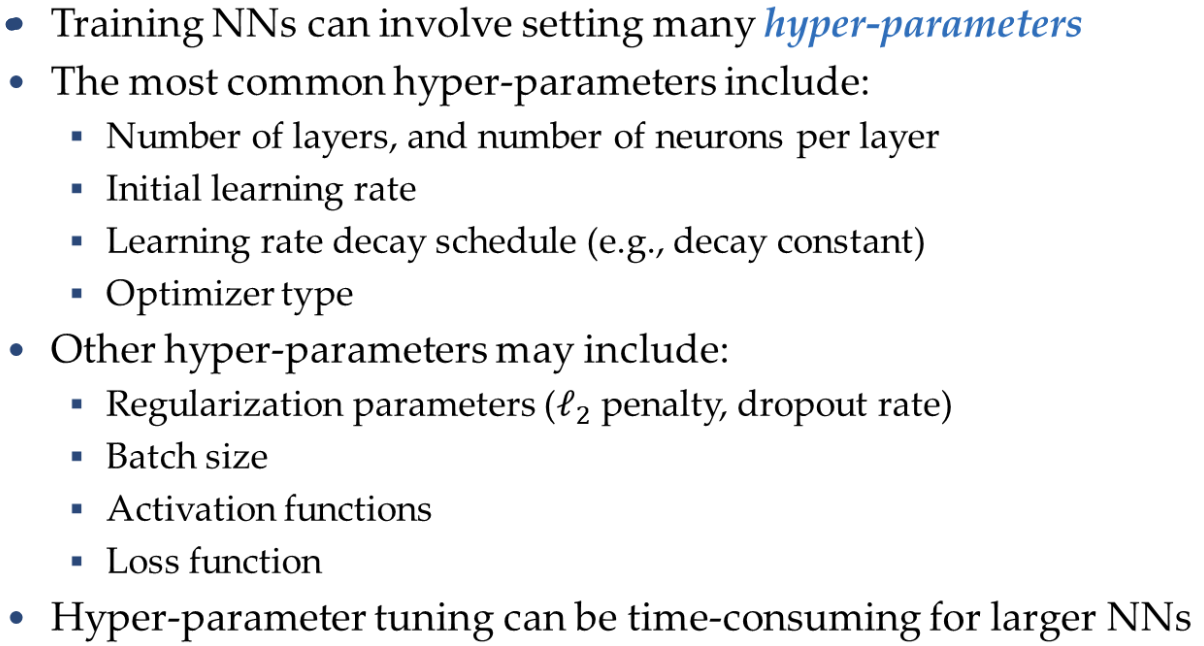 • Training NNs can involve setting many hyper-parameters
• The most common hyper-parameters include:
▪ Number of layers, and number of neurons per layer
▪ Initial learning rate
▪ Learning rate decay schedule (e.g., decay constant)
▪ Optimizer type
• Other hyper-parameters may include:
▪ Regularization parameters (ℓ₂ penalty, dropout rate)
▪ Batch size
▪ Activation functions
▪ Loss function
• Hyper-parameter tuning can be time-consuming for larger NNs